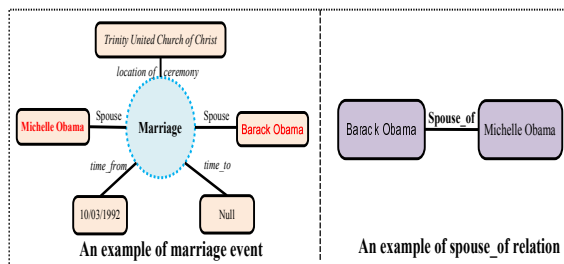 Trinity United Church of Christ
location of ceremony
Michelle Obama
Spouse
Marriage
Spouse
Barack Obama
time_from
time_to
10/03/1992
Null
An example of marriage event
Barack Obama
Spouse_of
Michelle Obama
An example of spouse_of relation